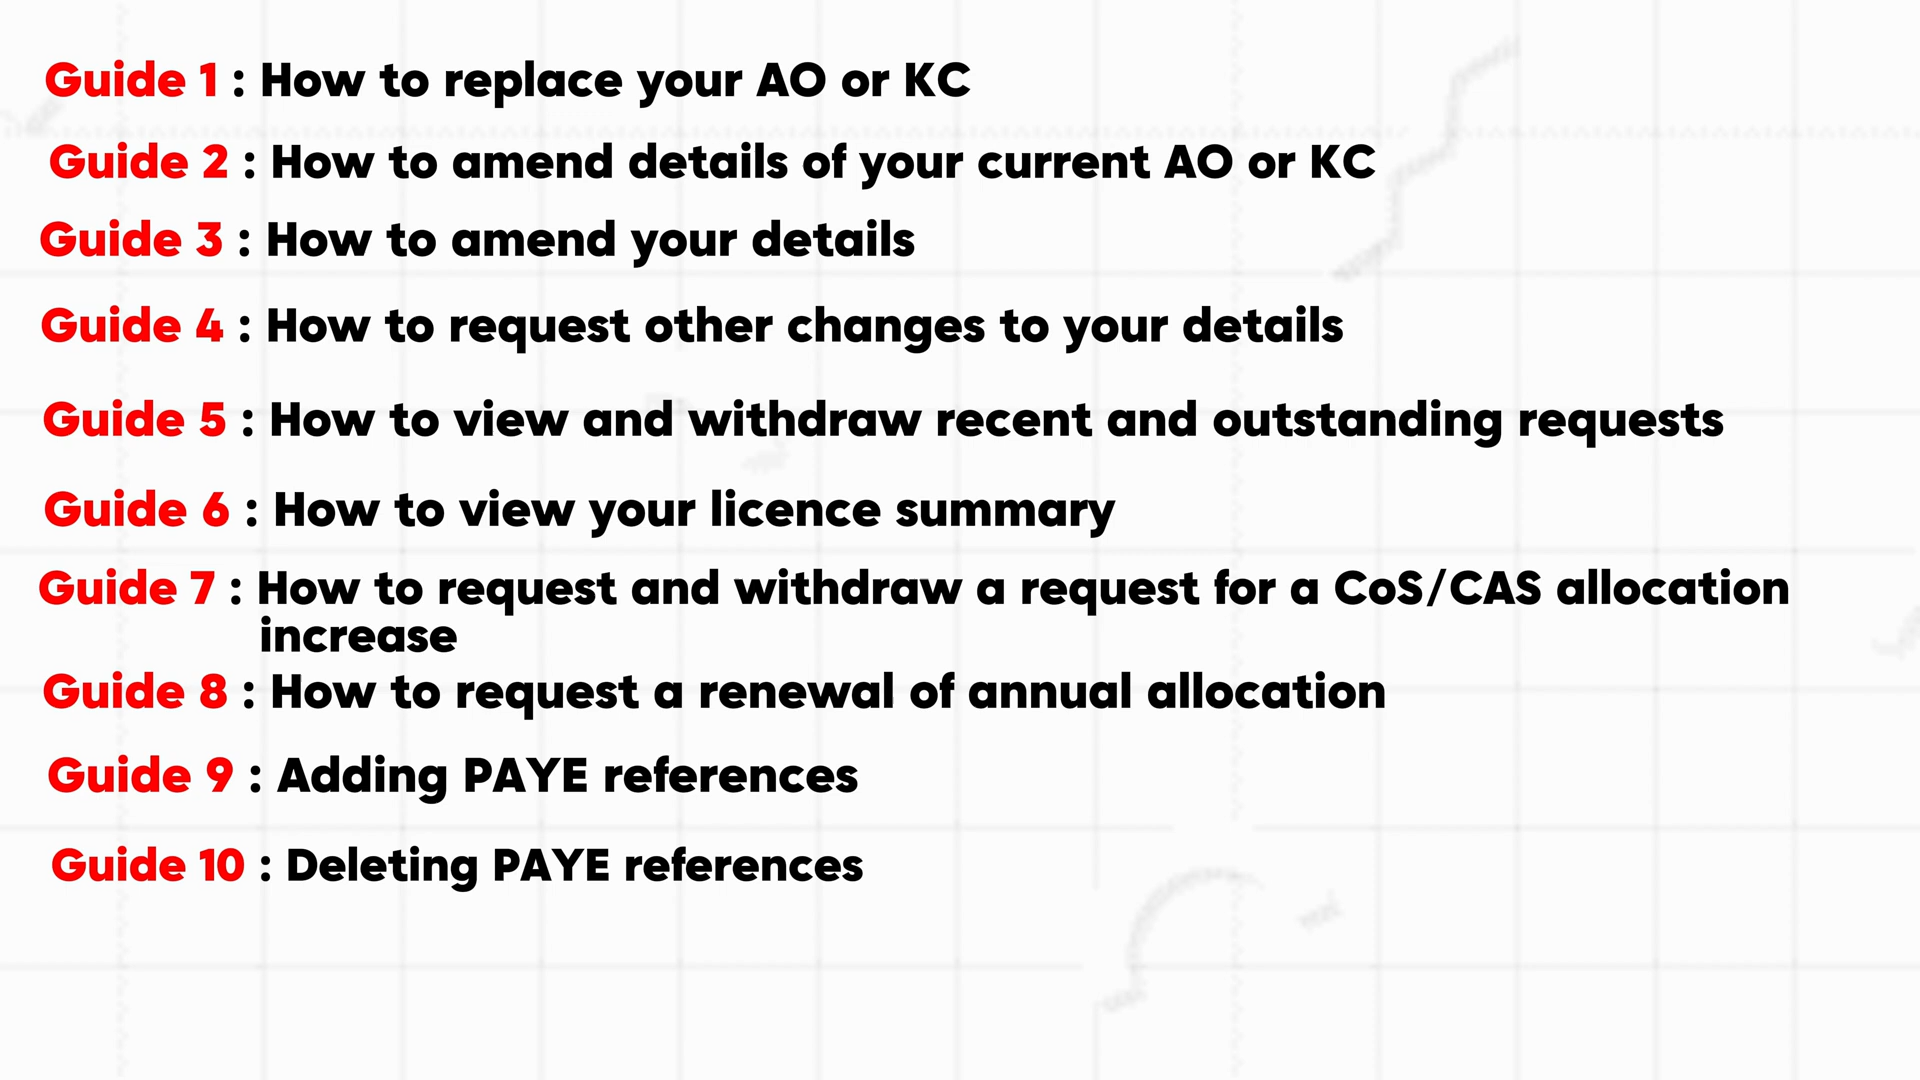 Guide 1 : How to replace your AO or KC
Guide 2 : How to amend details of your current AO or KC
Guide 3 : How to amend your details
Guide 4 : How to request other changes to your details
Guide 5 : How to view and withdraw recent and outstanding requests
Guide 6 : How to view your licence summary
Guide 7 : How to request and withdraw a request for a CoS/CAS allocation
increase
Guide 8 : How to request a renewal of annual allocation
Guide 9 : Adding PAYE references
Guide 10 : Deleting PAYE references